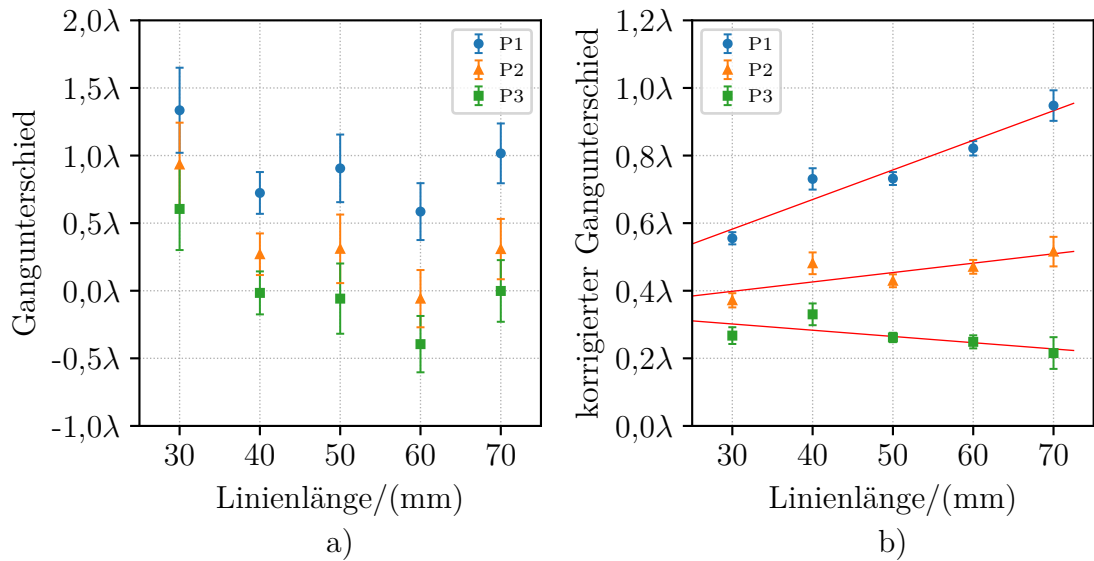 2,0λ
1,5λ
1,0λ
0,5λ
0,0λ
-0,5λ
-1,0λ
Gangunterschied
30 40 50 60 70
Linienlänge/(mm)
a)
P1
P2
P3
1,2λ
1,0λ
0,8λ
0,6λ
0,4λ
0,2λ
0,0λ
korrigierter Gangunterschied
30 40 50 60 70
Linienlänge/(mm)
b)
P1
P2
P3